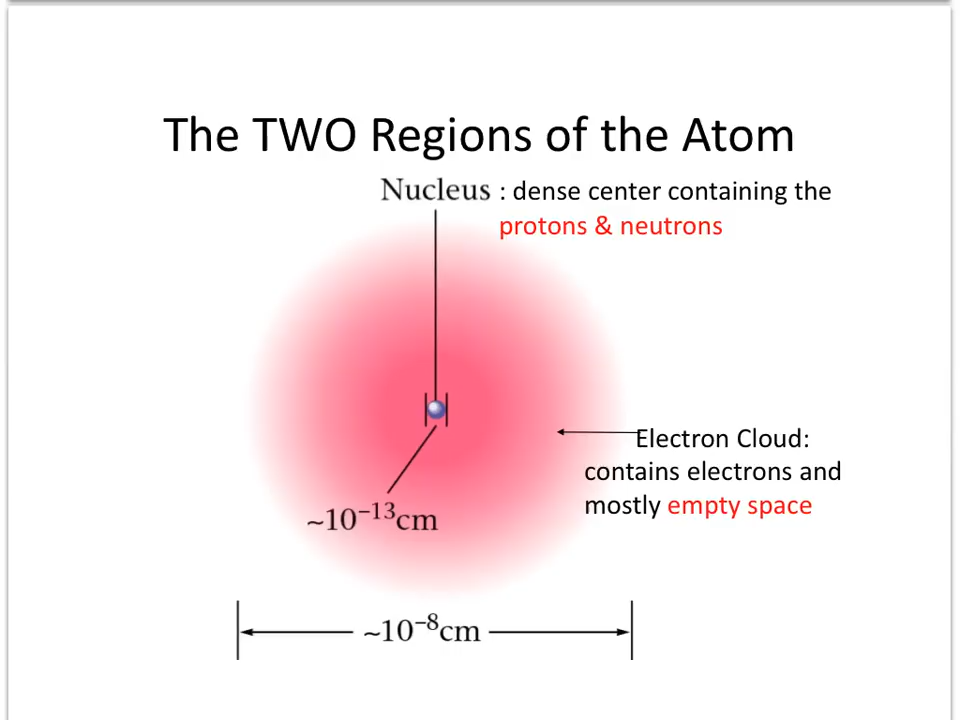 The TWO Regions of the Atom
Nucleus : dense center containing the
protons & neutrons
Electron Cloud:
contains electrons and
mostly empty space
~10⁻¹³cm
~10⁻⁸cm